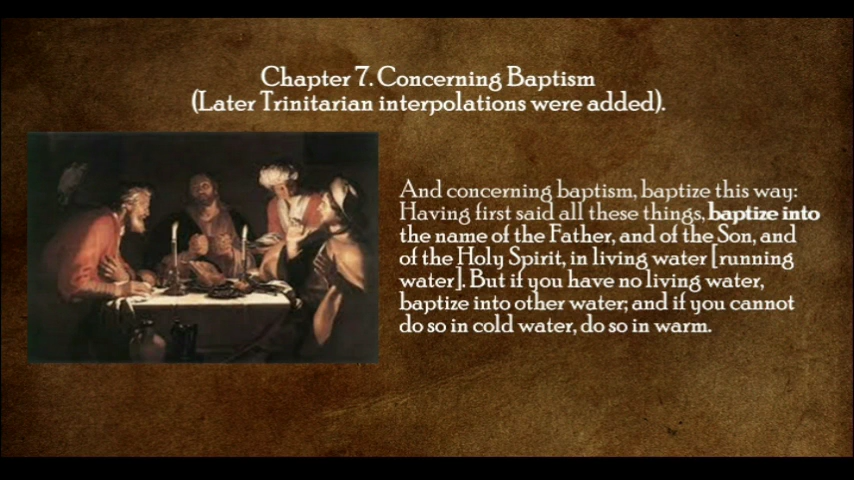 Chapter 7. Concerning Baptism
(Later Trinitarian interpolations were added).
And concerning baptism, baptize this way:
Having first said all these things, baptize into
the name of the Father, and of the Son, and
of the Holy Spirit, in living water [running
water]. But if you have no living water,
baptize into other water; and if you cannot
do so in cold water, do so in warm.